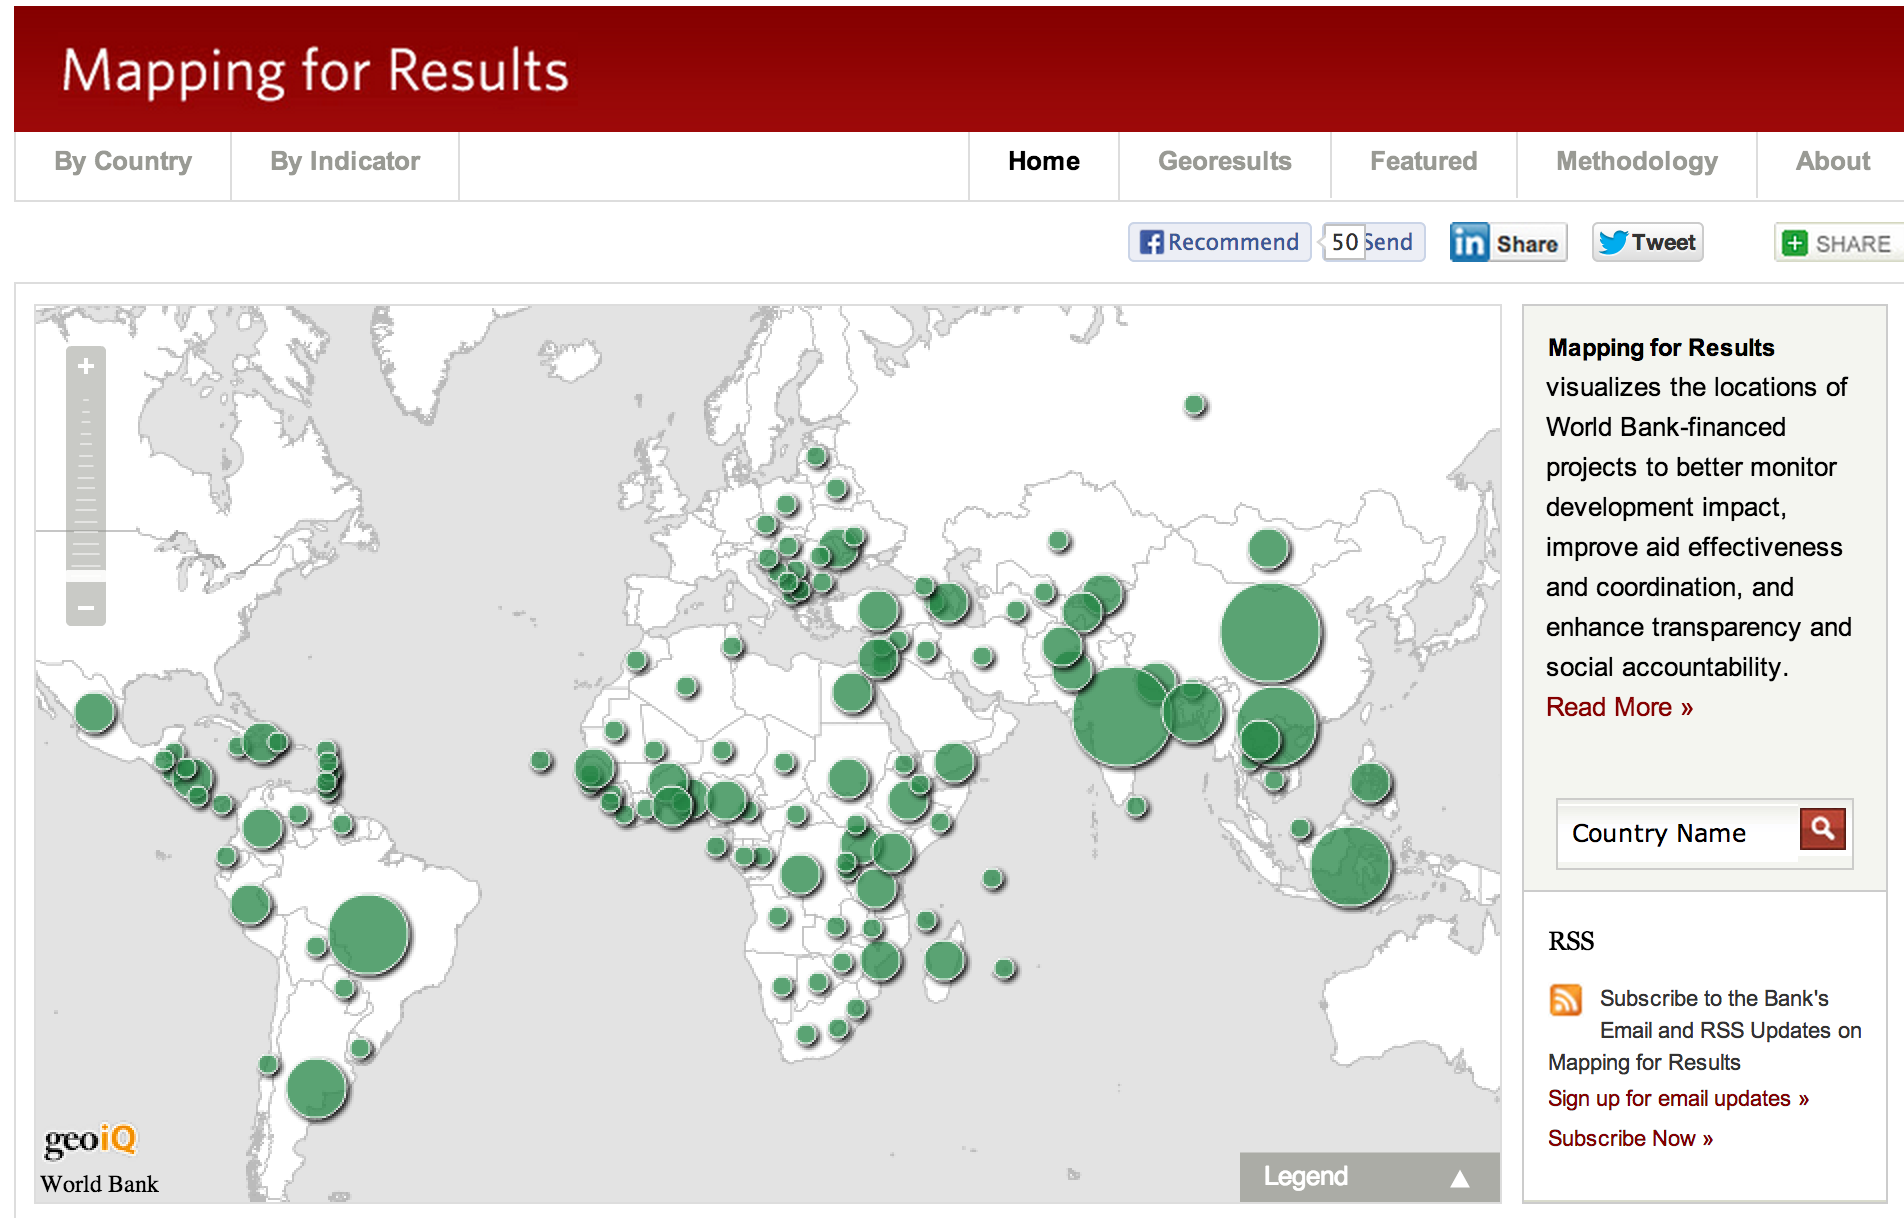 Mapping for Results
By Country
By Indicator
Home
Georesults
Featured
Methodology
About
Recommend
50
Send
in Share
Tweet
SHARE
+
−
Mapping for Results
visualizes the locations of
World Bank-financed
projects to better monitor
development impact,
improve aid effectiveness
and coordination, and
enhance transparency and
social accountability.
Read More »
Country Name
RSS
Subscribe to the Bank's
Email and RSS Updates on
Mapping for Results
Sign up for email updates »
Subscribe Now »
geoiQ
World Bank
Legend